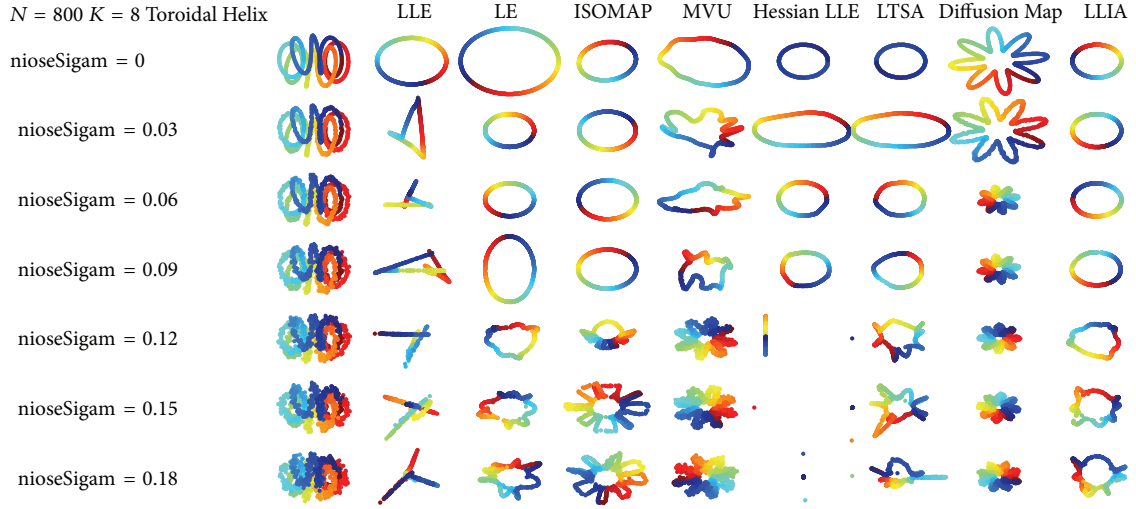 N = 800 K = 8 Toroidal Helix LLE LE ISOMAP MVU Hessian LLE LTSA Diffusion Map LLIA
nioseSigam = 0
nioseSigam = 0.03
nioseSigam = 0.06
nioseSigam = 0.09
nioseSigam = 0.12
nioseSigam = 0.15
nioseSigam = 0.18